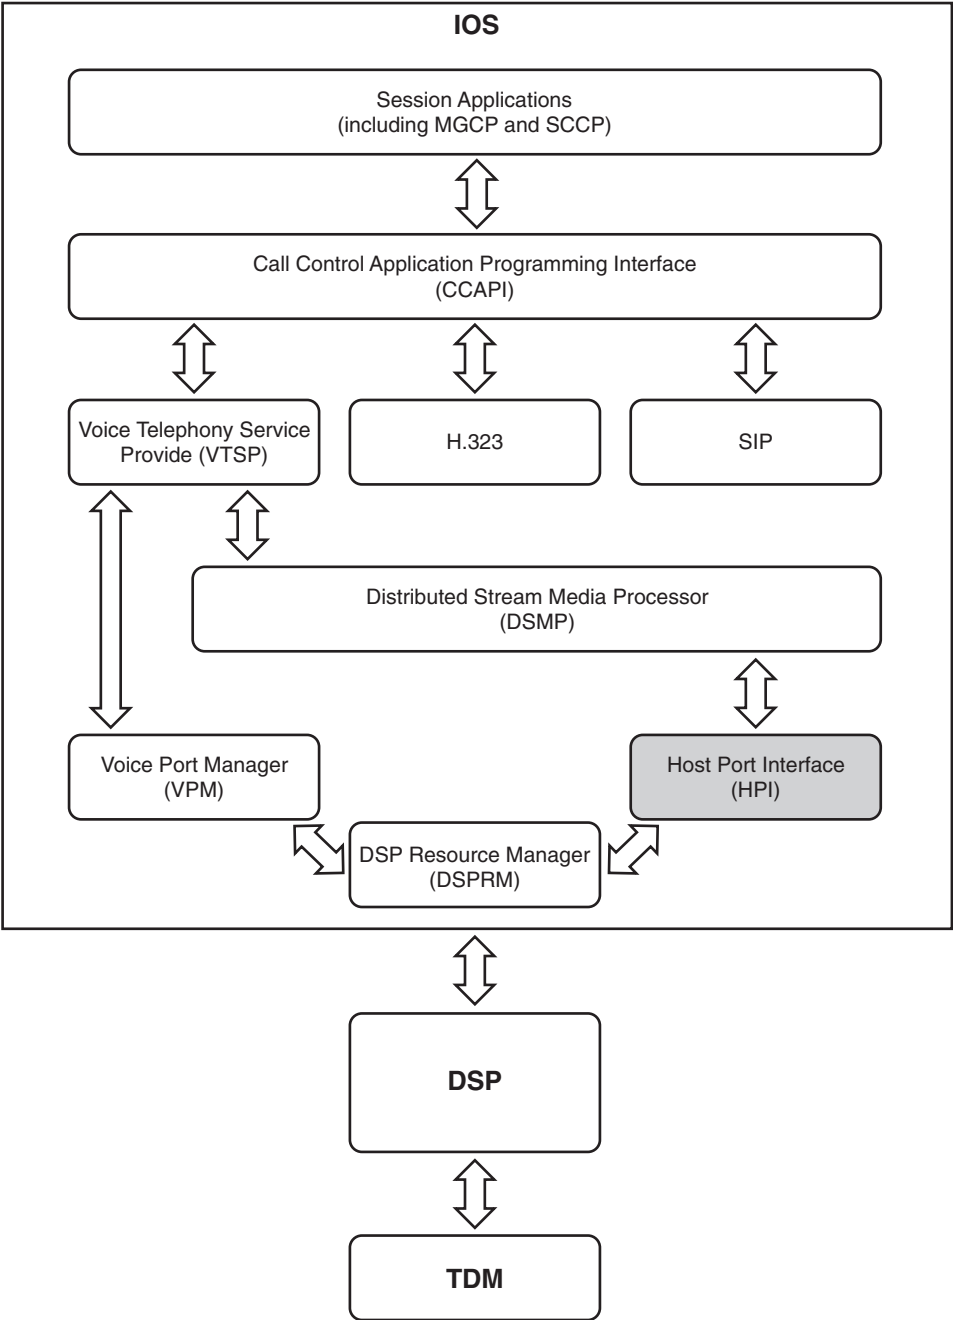 IOS
Session Applications
(including MGCP and SCCP)
Call Control Application Programming Interface
(CCAPI)
Voice Telephony Service
Provide (VTSP)
H.323
SIP
Distributed Stream Media Processor
(DSMP)
Voice Port Manager
(VPM)
Host Port Interface
(HPI)
DSP Resource Manager
(DSPRM)
DSP
TDM